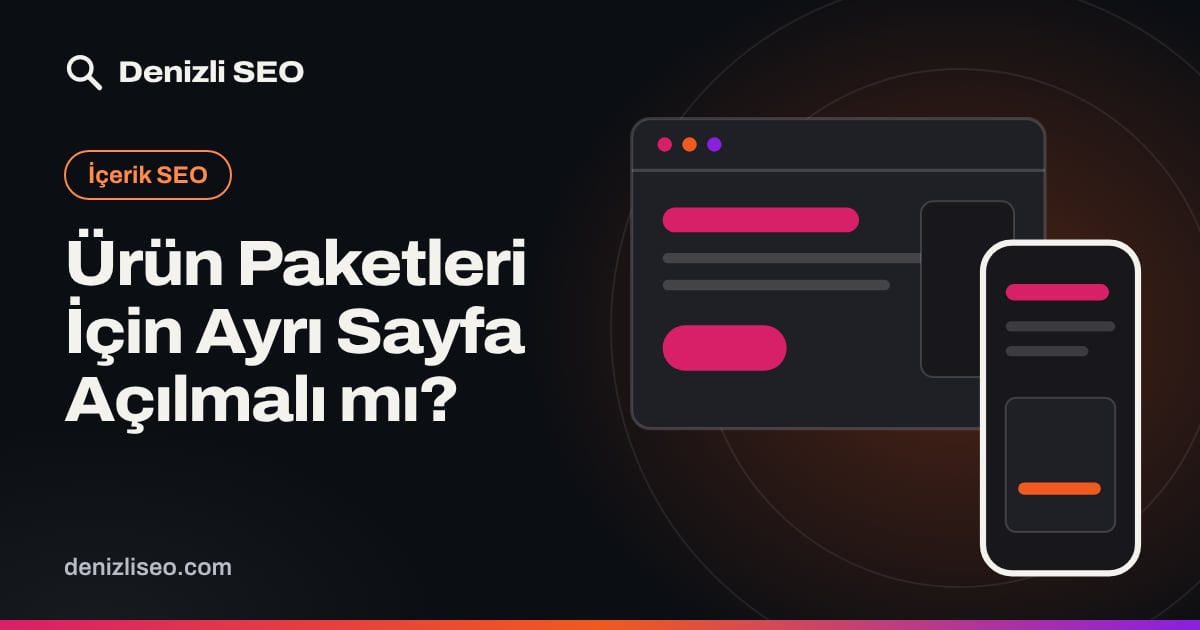 Denizli SEO
İçerik SEO
Ürün Paketleri
İçin Ayrı Sayfa
Açılmalı mı?
denizliseo.com